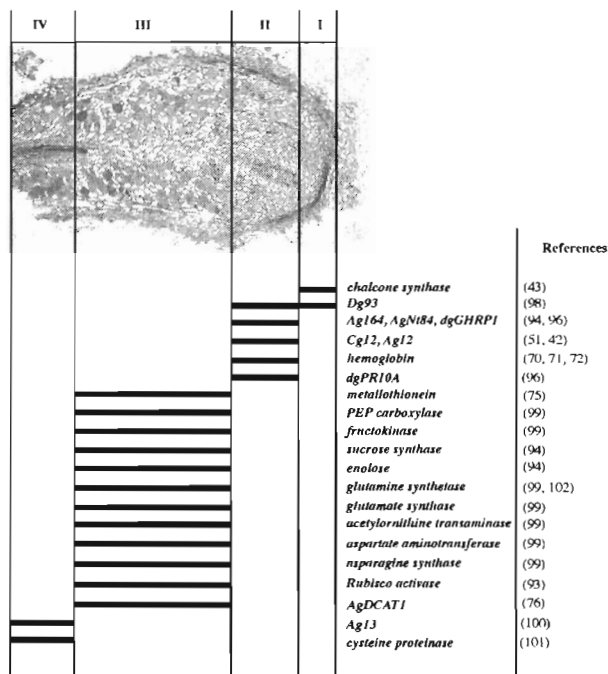 IV III II I
References
chalcone synthase (43)
Dg93 (98)
Ag164, AgNt84, dgGHRP1 (94, 96)
Cg12, Ag12 (51, 42)
hemoglobin (70, 71, 72)
dgPR10A (96)
metallothionein (75)
PEP carboxylase (99)
fructokinase (99)
sucrose synthase (94)
enolose (94)
glutamine synthetase (99, 102)
glutamate synthase (99)
acetylornithine transaminase (99)
aspartate aminotransferase (99)
asparagine synthase (99)
Rubisco activase (93)
AgDCAT1 (76)
Ag13 (100)
cysteine proteinase (101)